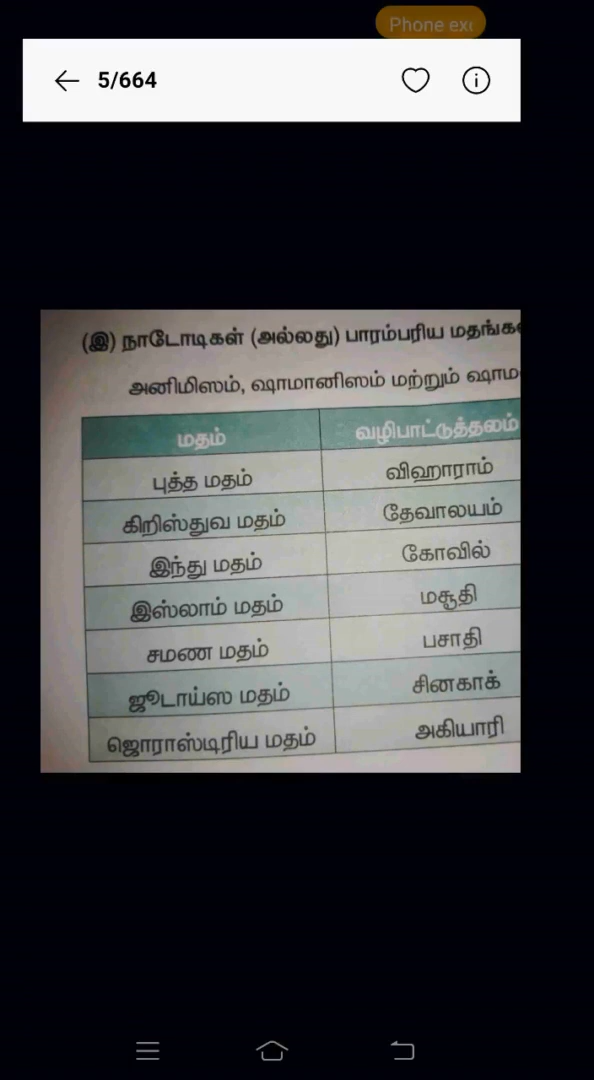 Phone ex
5/664
(இ) நாடோடிகள் (அல்லது) பாரம்பரிய
அனிமிஸம், ஷாமானிஸம் மற்றும்
மதம் வழிபாட்டுத்தலம்
புத்த மதம் விஹாராம்
கிறிஸ்துவ மதம் தேவாலயம்
இந்து மதம் கோவில்
இஸ்லாம் மதம் மசூதி
சமண மதம் பசாதி
ஜூடாய்ஸ மதம் சினகாக்
ஜொராஸ்டிரிய மதம் அகியாரி